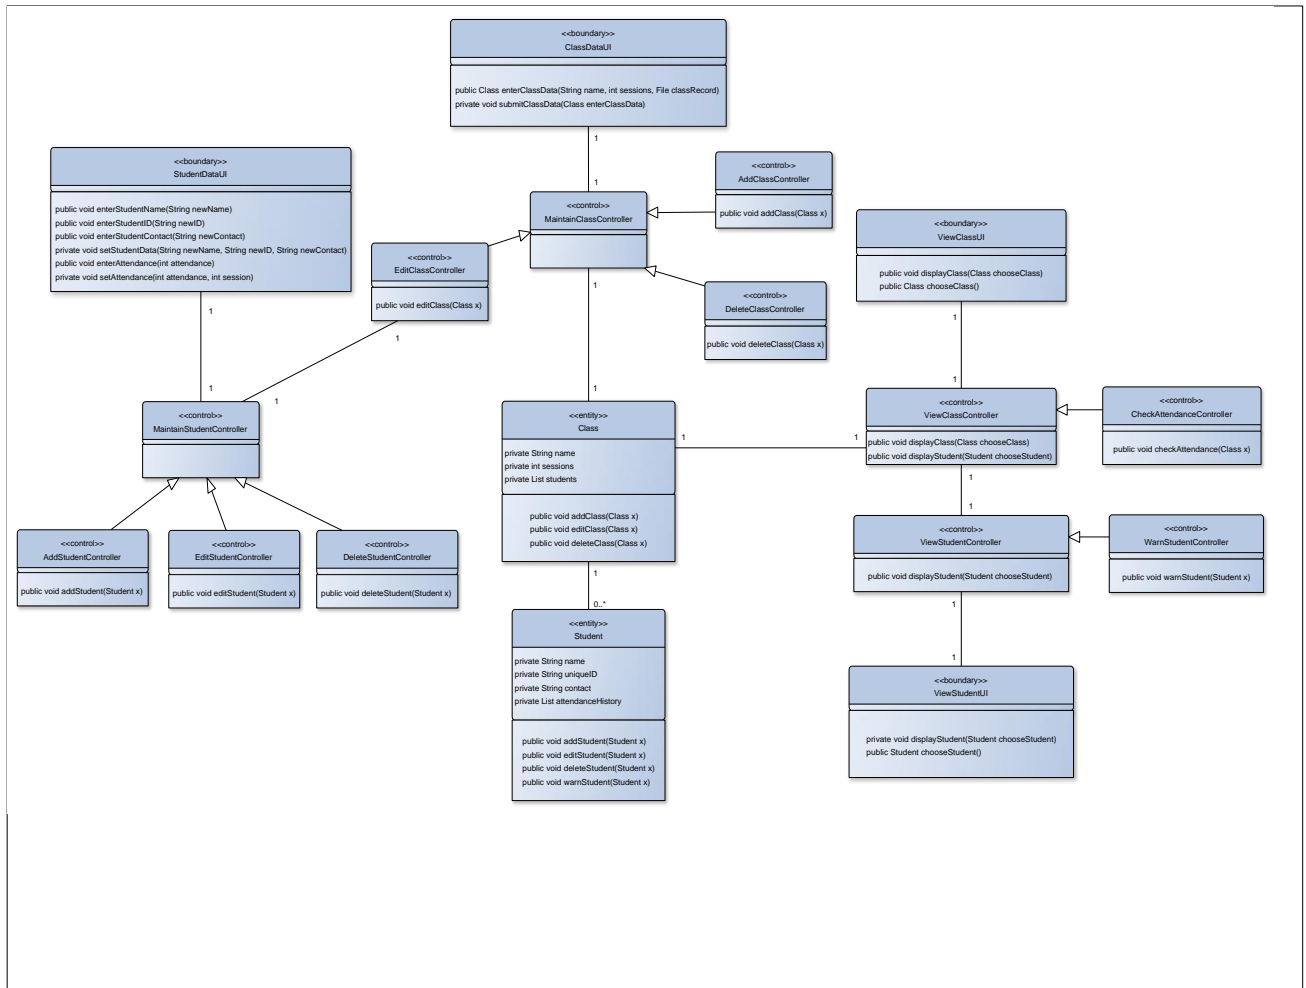 <<boundary>>
ClassDataUI
public Class enterClassData(String name, int sessions, File classRecord)
private void submitClassData(Class enterClassData)
1
1
<<boundary>>
StudentDataUI
public void enterStudentName(String newName)
public void enterStudentID(String newID)
public void enterStudentContact(String newContact)
private void setStudentData(String newName, String newID, String newContact)
public void enterAttendance(int attendance)
private void setAttendance(int attendance, int session)
1
1
<<control>>
AddClassController
public void addClass(Class x)
<<control>>
MaintainClassController
1
1
<<control>>
EditClassController
public void editClass(Class x)
1
1
<<control>>
DeleteClassController
public void deleteClass(Class x)
<<boundary>>
ViewClassUI
public void displayClass(Class chooseClass)
public Class chooseClass()
1
1
<<control>>
MaintainStudentController
<<entity>>
Class
private String name
private int sessions
private List students
public void addClass(Class x)
public void editClass(Class x)
public void deleteClass(Class x)
1
1
<<control>>
ViewClassController
public void displayClass(Class chooseClass)
public void displayStudent(Student chooseStudent)
1
1
<<control>>
CheckAttendanceController
public void checkAttendance(Class x)
<<control>>
AddStudentController
public void addStudent(Student x)
<<control>>
EditStudentController
public void editStudent(Student x)
<<control>>
DeleteStudentController
public void deleteStudent(Student x)
<<control>>
ViewStudentController
public void displayStudent(Student chooseStudent)
<<control>>
WarnStudentController
public void warnStudent(Student x)
1
0..*
<<entity>>
Student
private String name
private String uniqueID
private String contact
private List attendanceHistory
public void addStudent(Student x)
public void editStudent(Student x)
public void deleteStudent(Student x)
public void warnStudent(Student x)
1
1
<<boundary>>
ViewStudentUI
private void displayStudent(Student chooseStudent)
public Student chooseStudent()